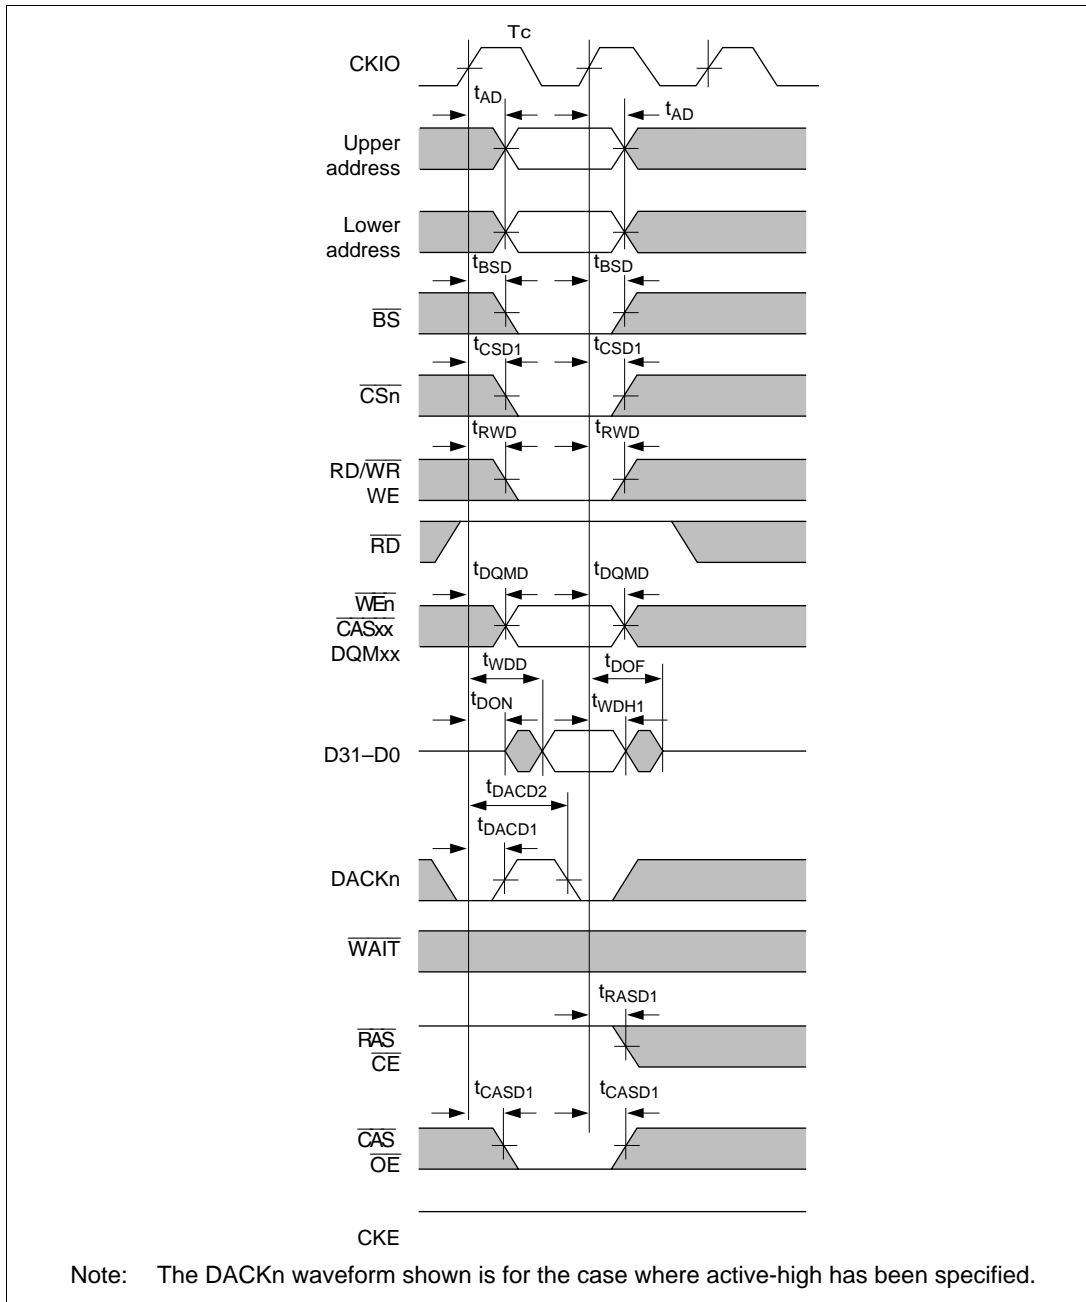 Tc
CKIO
tAD
tAD
Upper
address
Lower
address
tBSD tBSD
BS
tCSD1 tCSD1
CSn
tRWD tRWD
RD/WR
WE
RD
tDQMD tDQMD
WEn
CASxx
DQMxx
tWDD tDOF
tDON tWDH1
D31–D0
tDACD2
tDACD1
DACKn
WAIT
tRASD1
RAS
CE
tCASD1 tCASD1
CAS
OE
CKE
Note: The DACKn waveform shown is for the case where active-high has been specified.